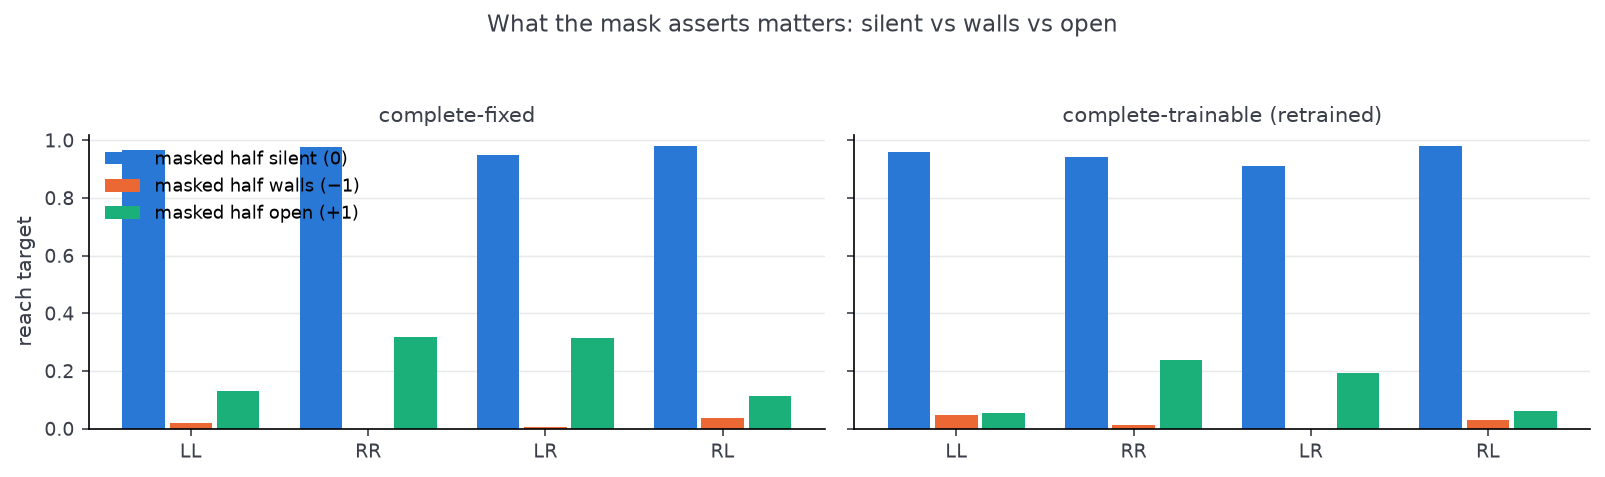 What the mask asserts matters: silent vs walls vs open
complete-fixed
complete-trainable (retrained)
reach target
1.0
0.8
0.6
0.4
0.2
0.0
masked half silent (0)
masked half walls (−1)
masked half open (+1)
LL RR LR RL
LL RR LR RL